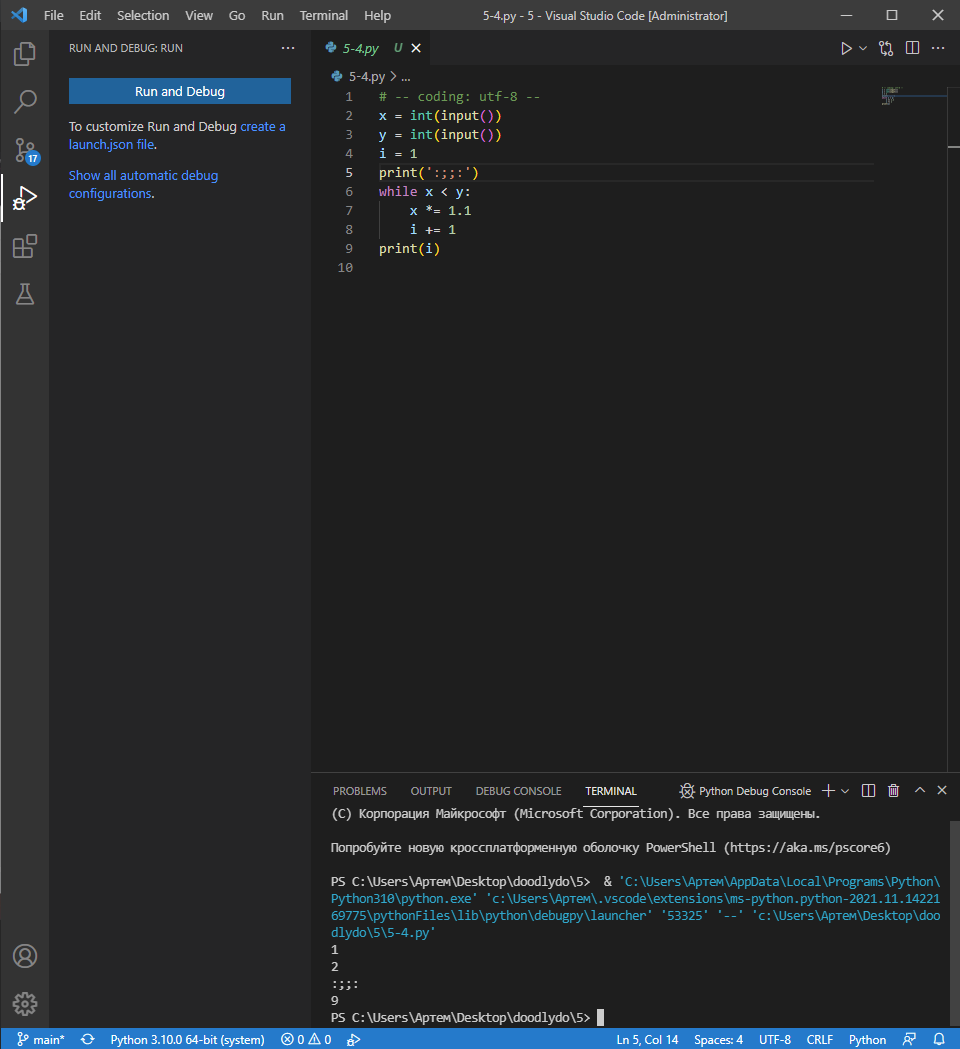 File Edit Selection View Go Run Terminal Help 5-4.py - 5 - Visual Studio Code [Administrator]
RUN AND DEBUG: RUN
Run and Debug
To customize Run and Debug create a
launch.json file.
Show all automatic debug
configurations.
17
5-4.py U
5-4.py > ...
1 # -- coding: utf-8 --
2 x = int(input())
3 y = int(input())
4 i = 1
5 print(':;;:')
6 while x < y:
7 x *= 1.1
8 i += 1
9 print(i)
10
PROBLEMS OUTPUT DEBUG CONSOLE TERMINAL Python Debug Console
(C) Корпорация Майкрософт (Microsoft Corporation). Все права защищены.
Попробуйте новую кроссплатформенную оболочку PowerShell (https://aka.ms/pscore6)
PS C:\Users\Артем\Desktop\doodlydo\5>  & 'C:\Users\Артем\AppData\Local\Programs\Python\
Python310\python.exe' 'c:\Users\Артем\.vscode\extensions\ms-python.python-2021.11.14221
69775\pythonFiles\lib\python\debugpy\launcher' '53325' '--' 'c:\Users\Артем\Desktop\doo
dlydo\5\5-4.py'
1
2
:;;:
9
PS C:\Users\Артем\Desktop\doodlydo\5>
main* Python 3.10.0 64-bit (system) 0 0 Ln 5, Col 14 Spaces: 4 UTF-8 CRLF Python